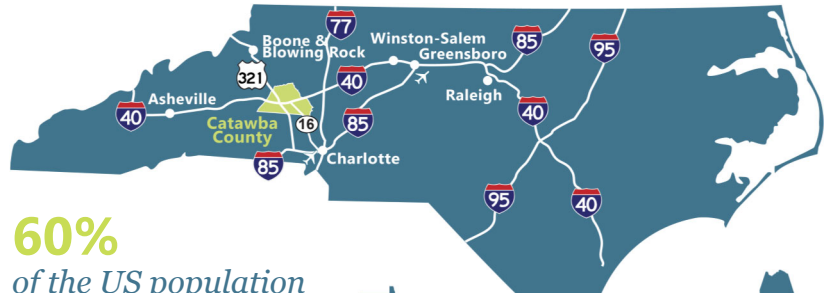 77
Boone &
Blowing Rock
Winston-Salem
Greensboro
85
95
321
40
Asheville
40
Raleigh
40
Catawba
County
16
85
Charlotte
85
95
40
60%
of the US population